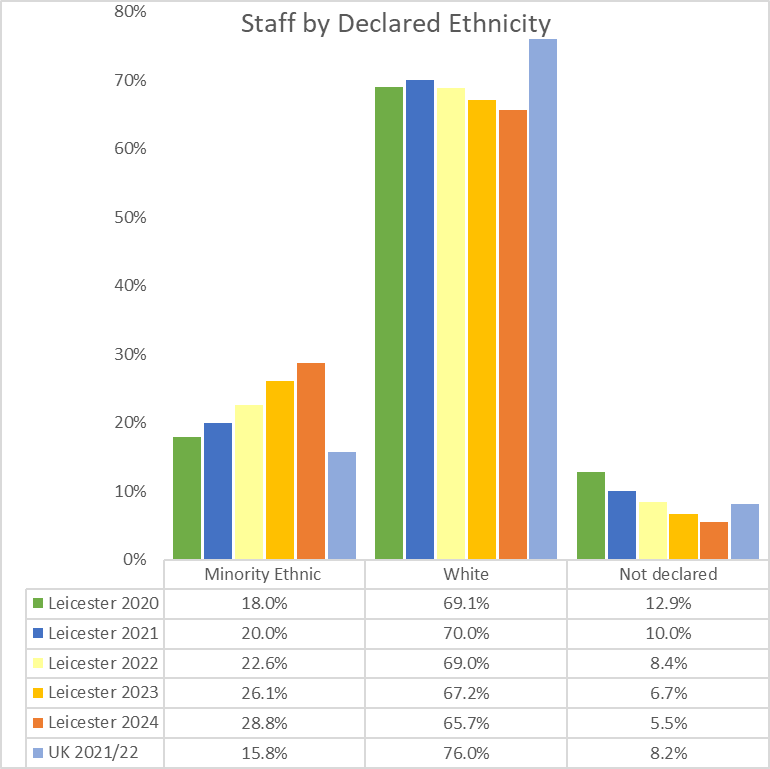 Staff by Declared Ethnicity
80%
70%
60%
50%
40%
30%
20%
10%
0%
Minority Ethnic White Not declared
Leicester 2020 18.0% 69.1% 12.9%
Leicester 2021 20.0% 70.0% 10.0%
Leicester 2022 22.6% 69.0% 8.4%
Leicester 2023 26.1% 67.2% 6.7%
Leicester 2024 28.8% 65.7% 5.5%
UK 2021/22 15.8% 76.0% 8.2%